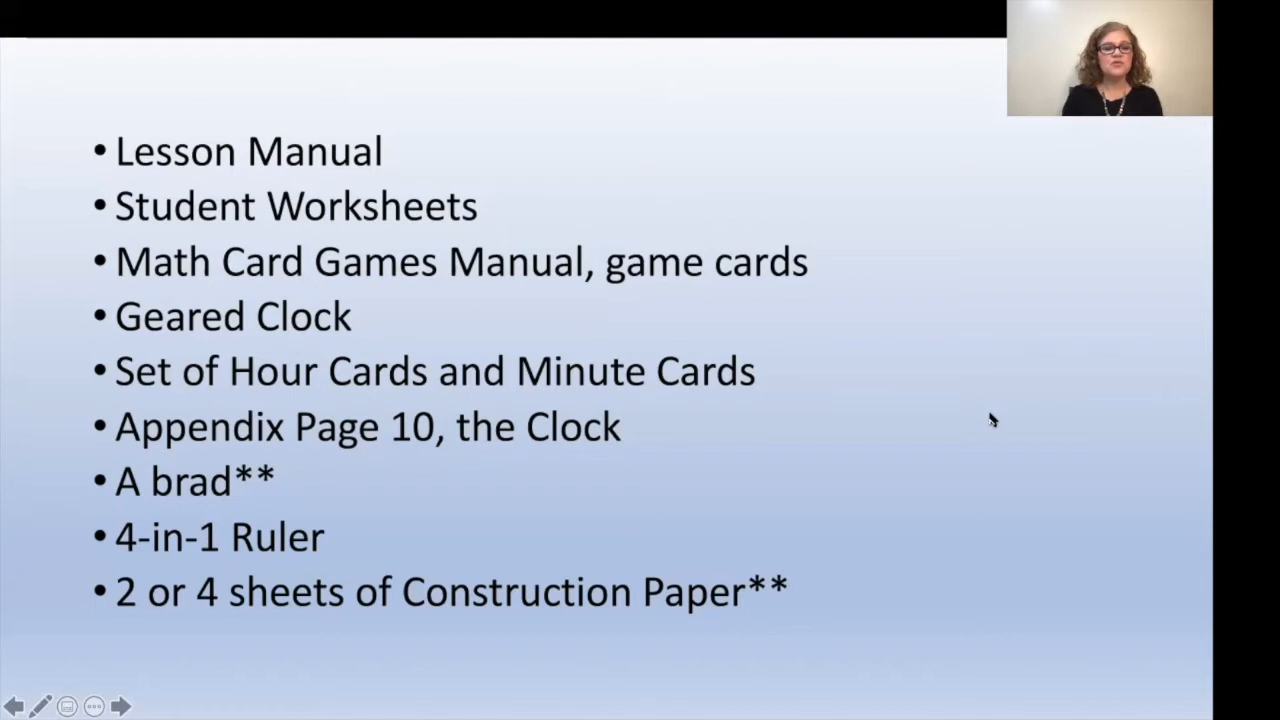 • Lesson Manual
• Student Worksheets
• Math Card Games Manual, game cards
• Geared Clock
• Set of Hour Cards and Minute Cards
• Appendix Page 10, the Clock
• A brad**
• 4-in-1 Ruler
• 2 or 4 sheets of Construction Paper**